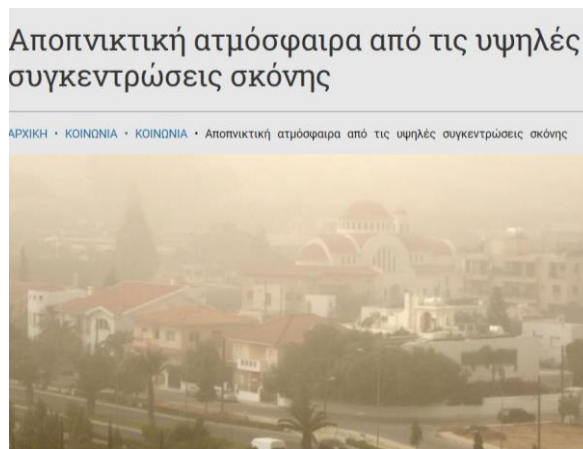 Αποπνικτική ατμόσφαιρα από τις υψηλές
συγκεντρώσεις σκόνης
ΑΡΧΙΚΗ • ΚΟΙΝΩΝΙΑ • ΚΟΙΝΩΝΙΑ • Αποπνικτική ατμόσφαιρα από τις υψηλές συγκεντρώσεις σκόνης